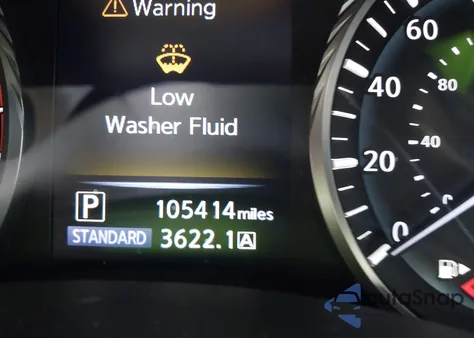 Warning
Low
Washer Fluid
P 105414 miles
STANDARD 3622.1 A
60
80
40
40
20
0